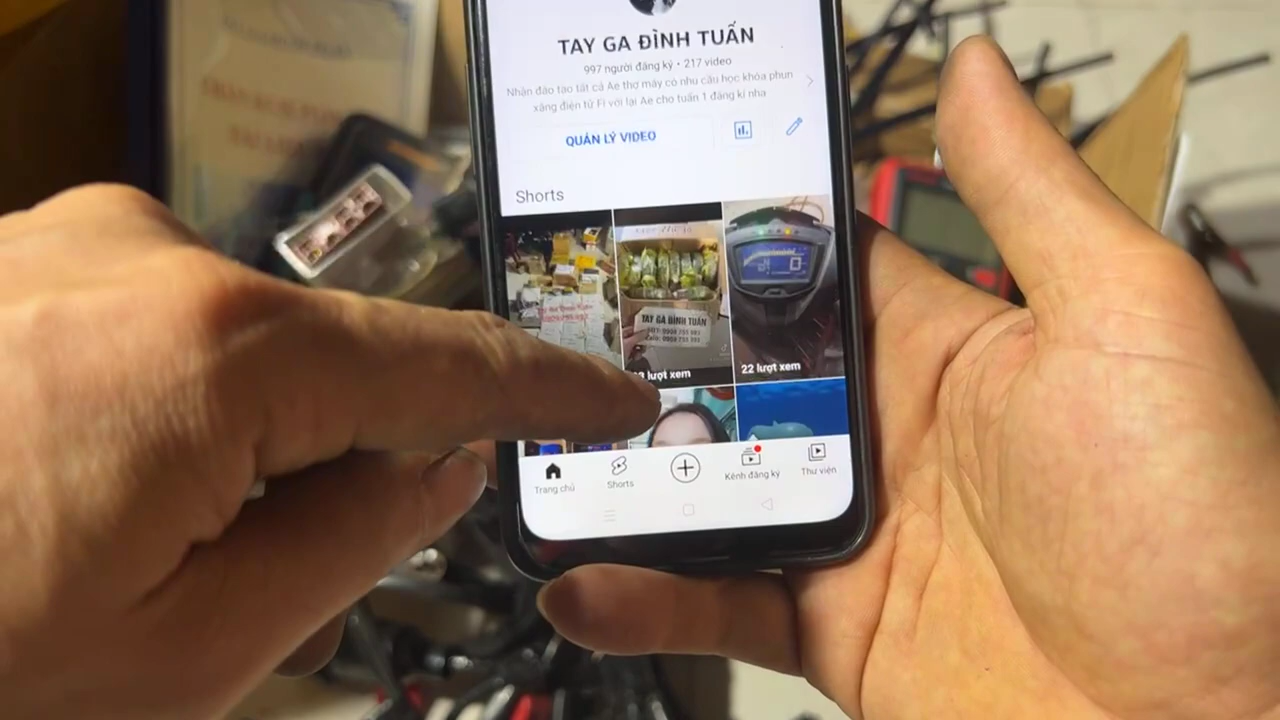 TAY GA ĐÌNH TUẤN
997 người đăng ký • 217 video
Nhận đào tạo tất cả Ae thợ máy có nhu cầu học khóa phun
xăng điện tử Fi với lại Ae cho tuấn 1 đăng kí nha
QUẢN LÝ VIDEO
Shorts
TAY GA ĐÌNH TUẤN
lượt xem
22 lượt xem
Trang chủ
Shorts
Kênh đăng ký
Thư viện